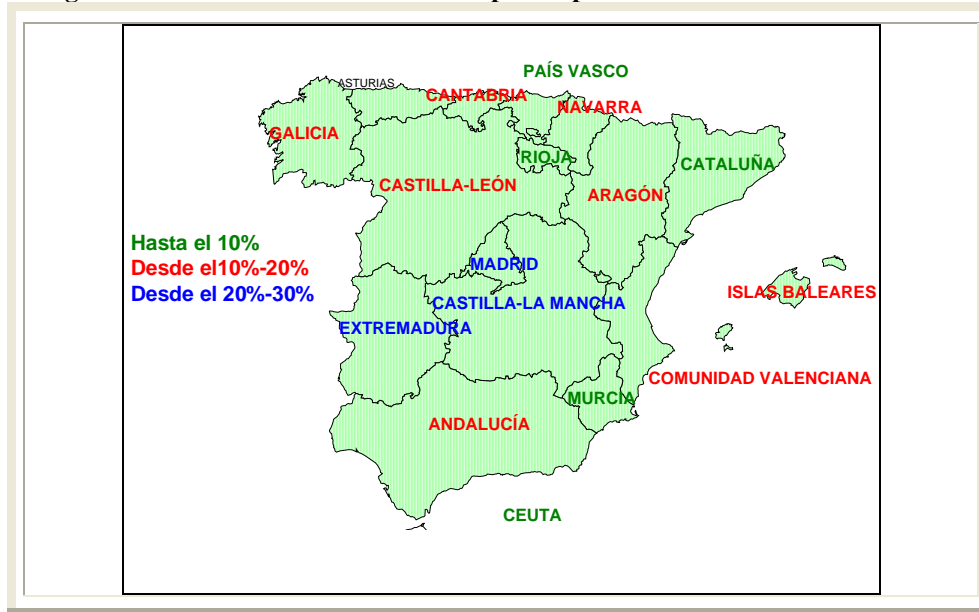 PAÍS VASCO
ASTURIAS
CANTABRIA
NAVARRA
GALICIA
RIOJA
CATALUÑA
CASTILLA-LEÓN
ARAGÓN
Hasta el 10%
Desde el10%-20%
Desde el 20%-30%
MADRID
ISLAS BALEARES
CASTILLA-LA MANCHA
EXTREMADURA
COMUNIDAD VALENCIANA
MURCIA
ANDALUCÍA
CEUTA